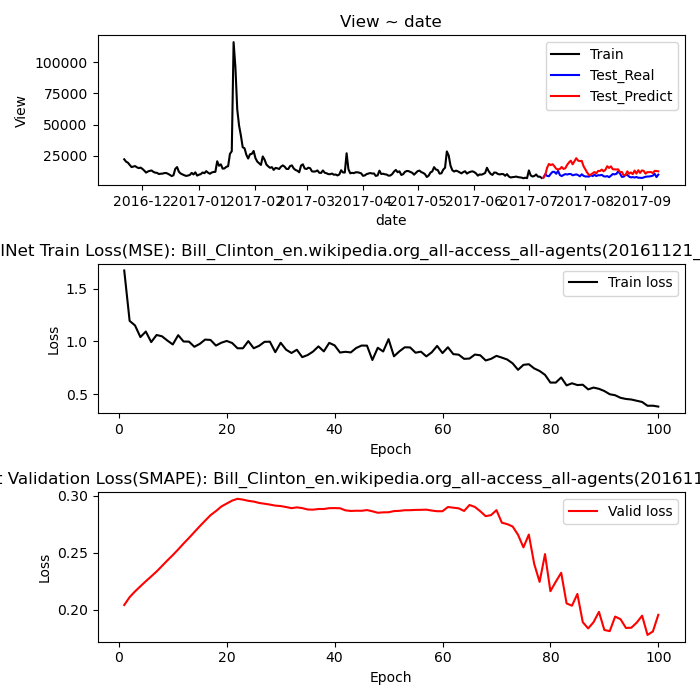 View ~ date
View
100000
75000
50000
25000
Train
Test_Real
Test_Predict
2016-12 2017-01 2017-02 2017-03 2017-04 2017-05 2017-06 2017-07 2017-08 2017-09
date
lNet Train Loss(MSE): Bill_Clinton_en.wikipedia.org_all-access_all-agents(20161121_
Loss
1.5
1.0
0.5
Train loss
0 20 40 60 80 100
Epoch
t Validation Loss(SMAPE): Bill_Clinton_en.wikipedia.org_all-access_all-agents(201611
Loss
0.30
0.25
0.20
Valid loss
0 20 40 60 80 100
Epoch